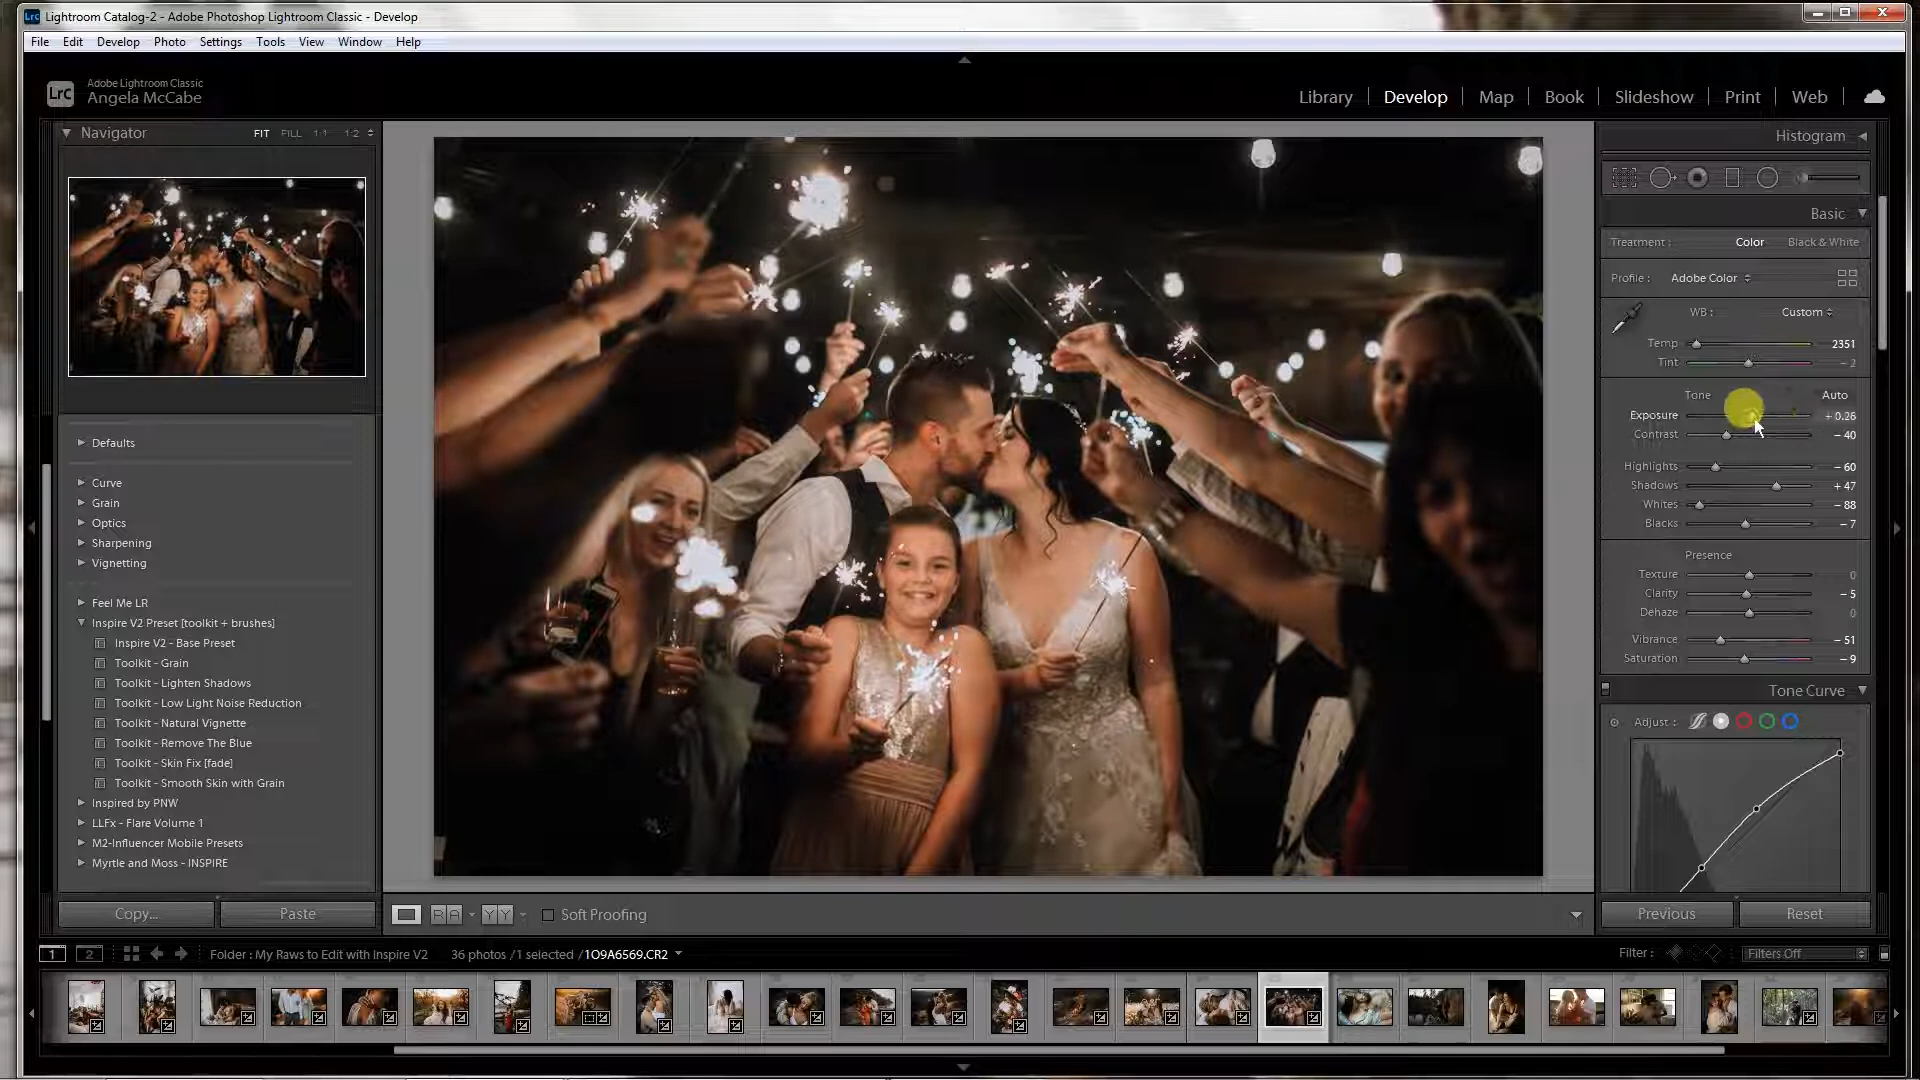 Lightroom Catalog-2 - Adobe Photoshop Lightroom Classic - Develop
File Edit Develop Photo Settings Tools View Window Help
Lrc
Adobe Lightroom Classic
Angela McCabe
Library Develop Map Book Slideshow Print Web
Navigator FIT FILL 1:1 1:2
Histogram
Basic
Treatment : Color Black & White
Profile : Adobe Color
WB : Custom
Temp 2351
Tint - 2
Tone Auto
Exposure + 0.26
Contrast - 40
Highlights - 60
Shadows + 47
Whites - 88
Blacks - 7
Presence
Texture 0
Clarity - 5
Dehaze 0
Vibrance - 51
Saturation - 9
Tone Curve
Adjust :
Defaults
Curve
Grain
Optics
Sharpening
Vignetting
Feel Me LR
Inspire V2 Preset [toolkit + brushes]
Inspire V2 - Base Preset
Toolkit - Grain
Toolkit - Lighten Shadows
Toolkit - Low Light Noise Reduction
Toolkit - Natural Vignette
Toolkit - Remove The Blue
Toolkit - Skin Fix [fade]
Toolkit - Smooth Skin with Grain
Inspired by PNW
LLFx - Flare Volume 1
M2-Influencer Mobile Presets
Myrtle and Moss - INSPIRE
Copy... Paste
R A Y Y Soft Proofing
Previous Reset
1 2 Folder : My Raws to Edit with Inspire V2 36 photos /1 selected /1O9A6569.CR2
Filter : Filters Off